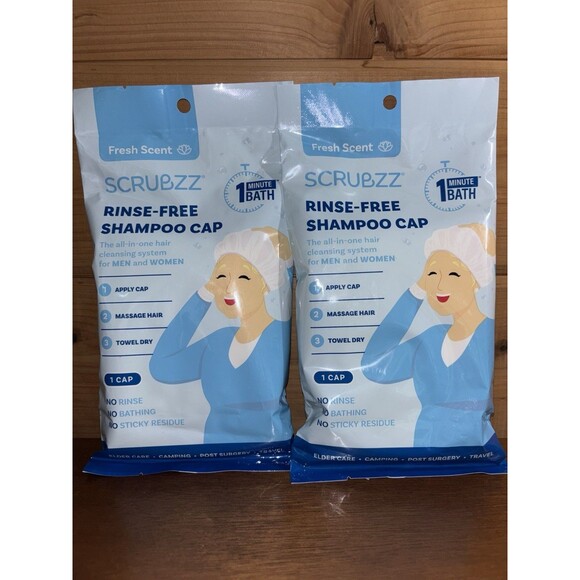 Fresh Scent
SCRUBZZ
1 MINUTE
BATH
RINSE-FREE
SHAMPOO CAP
The all-in-one hair
cleansing system
for MEN and WOMEN
1 APPLY CAP
2 MASSAGE HAIR
3 TOWEL DRY
1 CAP
NO RINSE
NO BATHING
NO STICKY RESIDUE
ELDER CARE • CAMPING • POST SURGERY • TRAVEL
Fresh Scent
SCRUBZZ
1 MINUTE
BATH
RINSE-FREE
SHAMPOO CAP
The all-in-one hair
cleansing system
for MEN and WOMEN
1 APPLY CAP
2 MASSAGE HAIR
3 TOWEL DRY
1 CAP
NO RINSE
NO BATHING
NO STICKY RESIDUE
ELDER CARE • CAMPING • POST SURGERY • TRAVEL